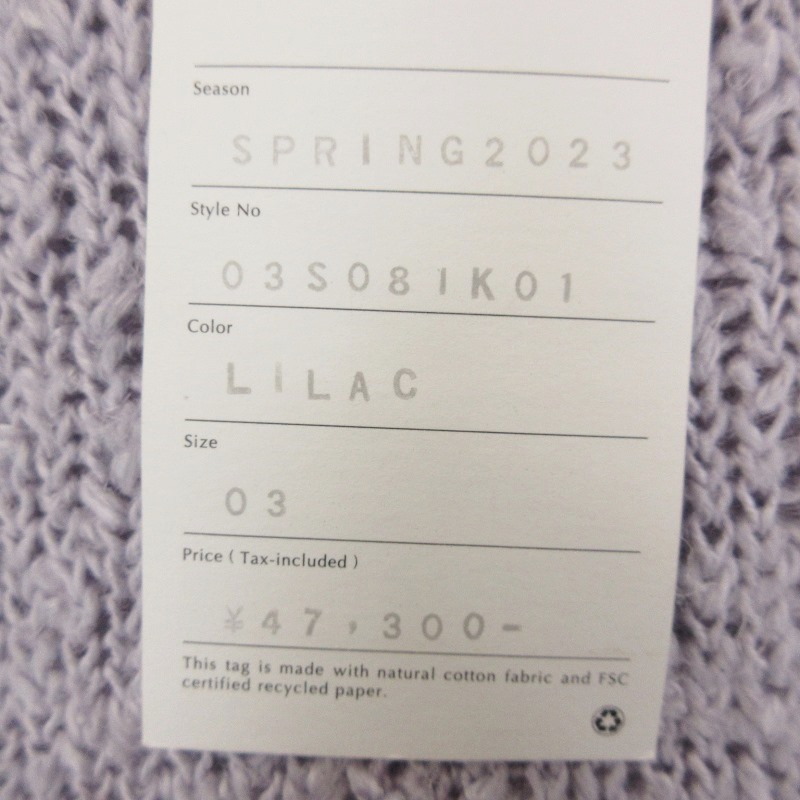 Season
SPRING2023
Style No
03S081K01
Color
LILAC
Size
03
Price ( Tax-included )
¥47,300-
This tag is made with natural cotton fabric and FSC
certified recycled paper.